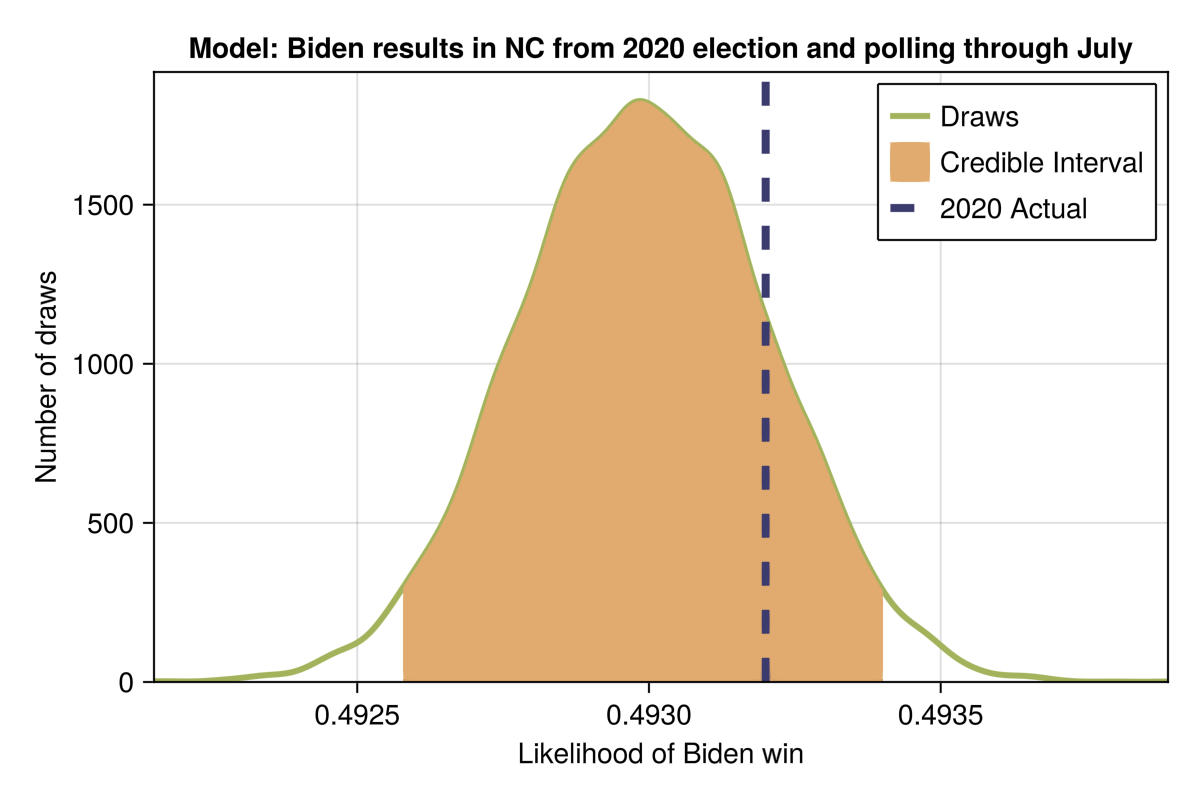 Model: Biden results in NC from 2020 election and polling through July
Draws
Credible Interval
2020 Actual
Number of draws
1500
1000
500
0
0.4925
0.4930
0.4935
Likelihood of Biden win